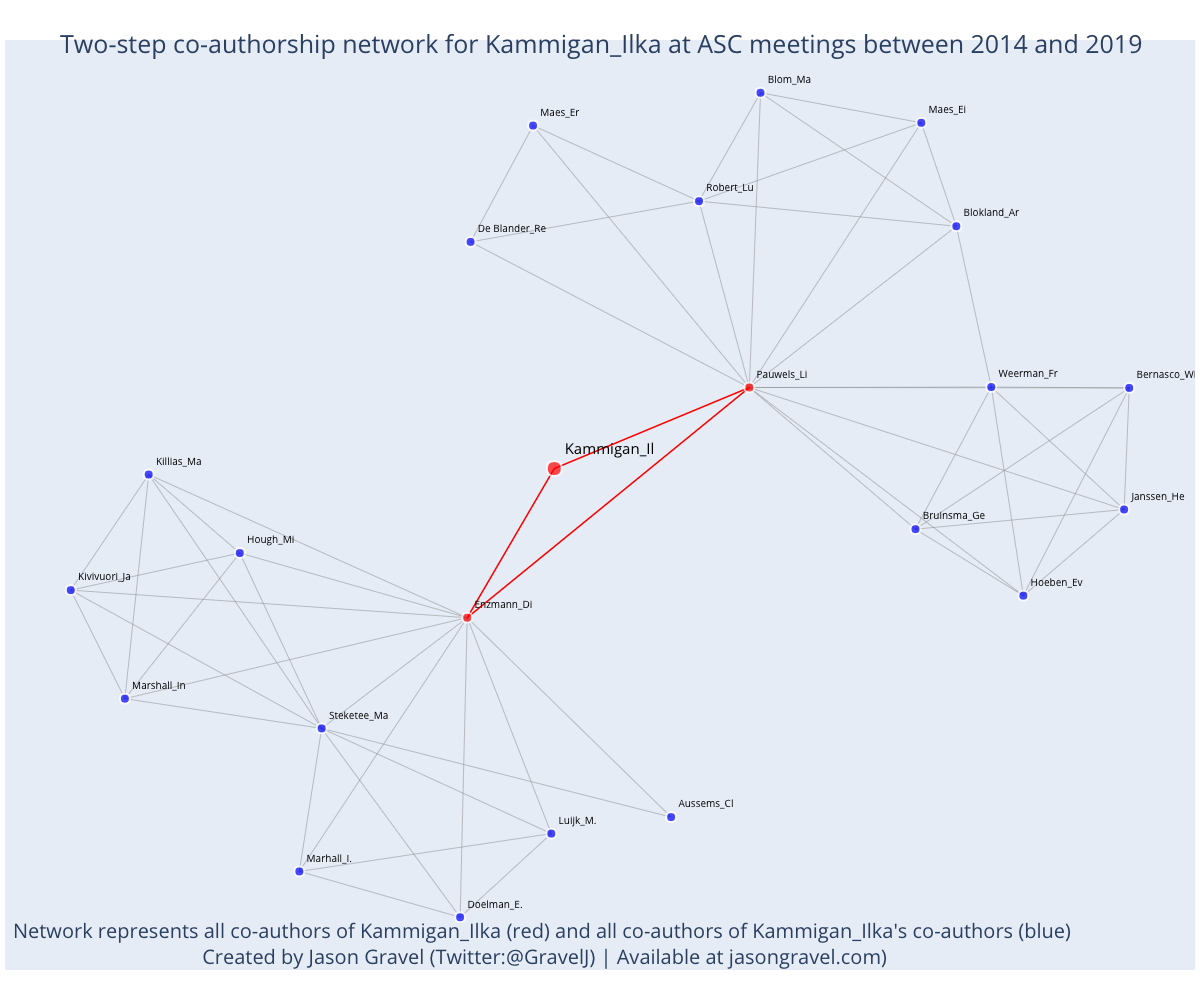 Two-step co-authorship network for Kammigan_Ilka at ASC meetings between 2014 and 2019
Blom_Ma
Maes_Er
Maes_Ei
Robert_Lu
Blokland_Ar
De Blander_Re
Pauwels_Li
Weerman_Fr
Bernasco_Wi
Kammigan_Il
Killias_Ma
Janssen_He
Bruinsma_Ge
Hough_Mi
Kivivuori_Ja
Hoeben_Ev
Enzmann_Di
Marshall_In
Steketee_Ma
Aussems_Cl
Luijk_M.
Marhall_I.
Doelman_E.
Network represents all co-authors of Kammigan_Ilka (red) and all co-authors of Kammigan_Ilka's co-authors (blue)
Created by Jason Gravel (Twitter:@GravelJ) | Available at jasongravel.com)